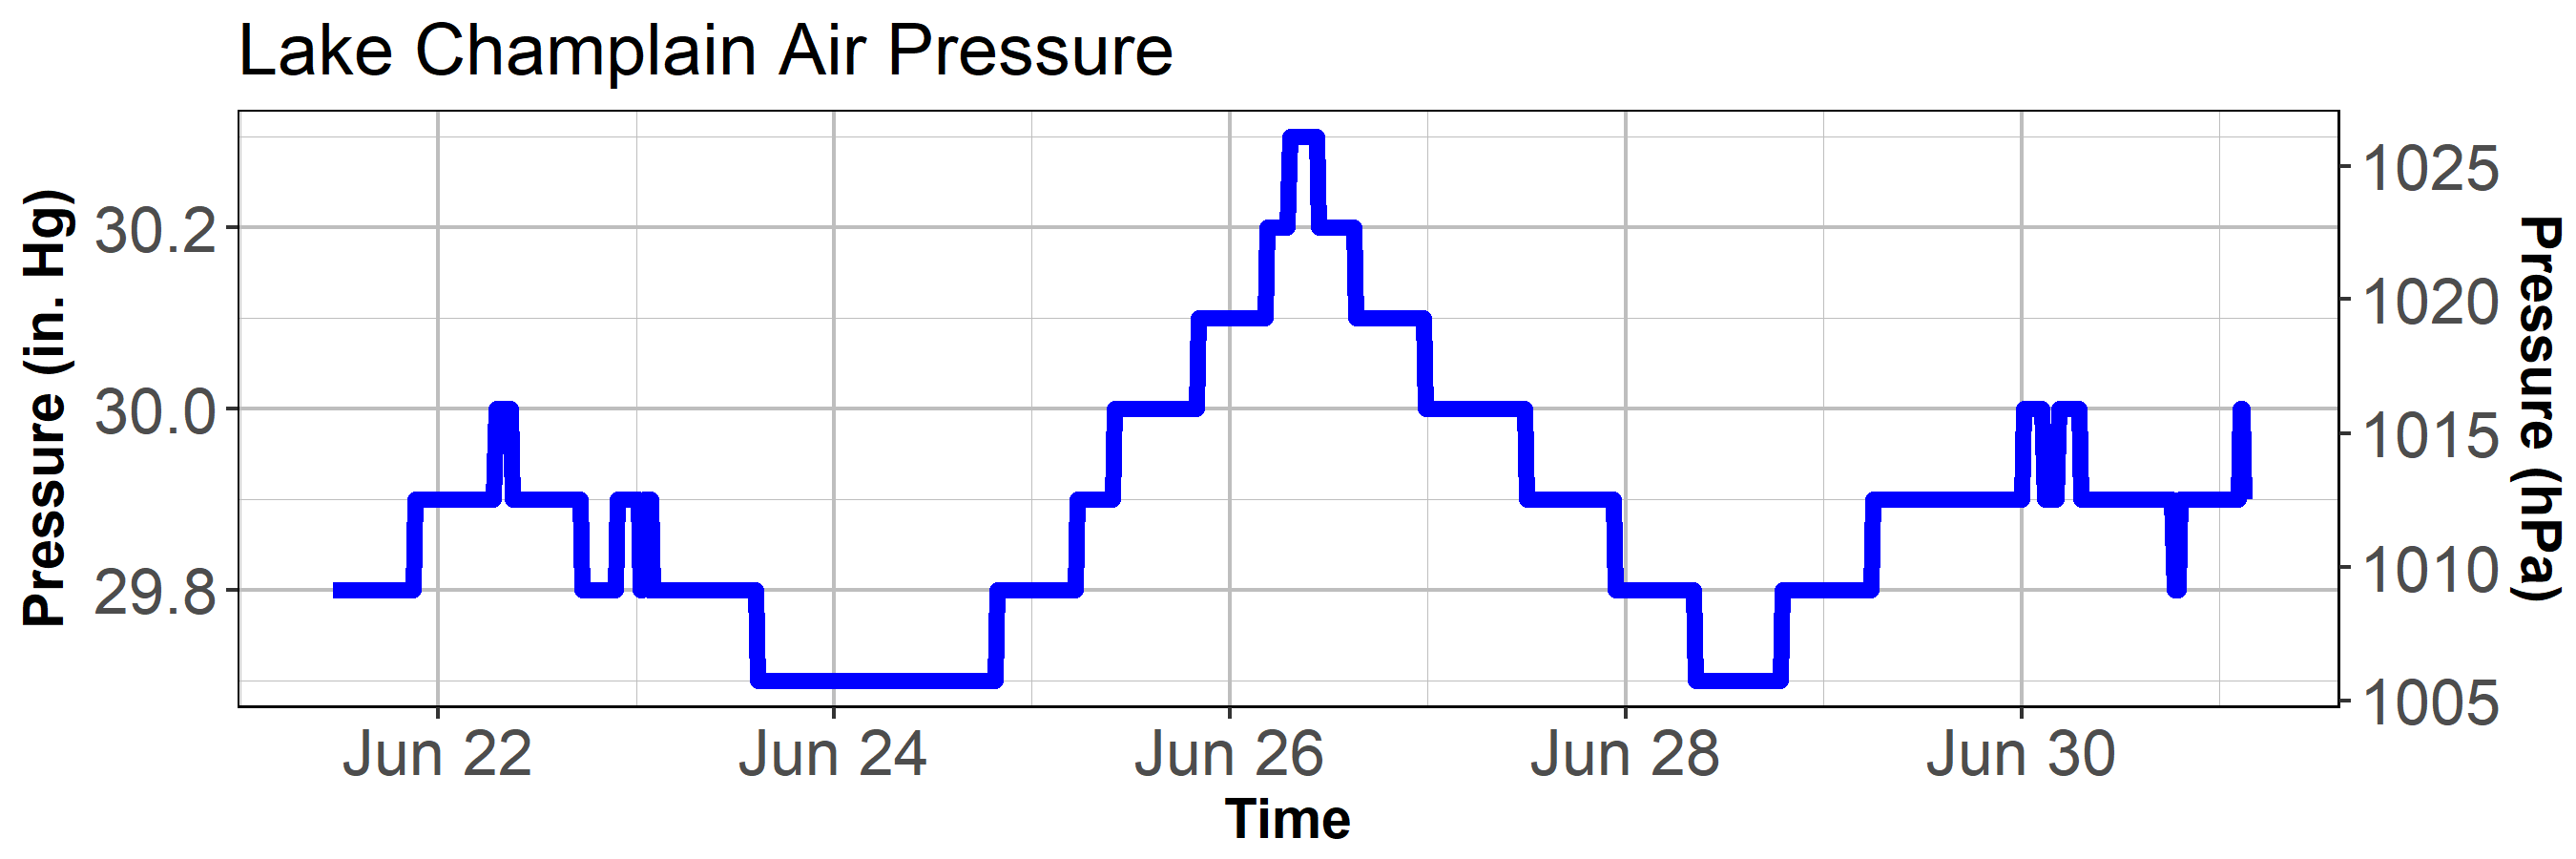 Lake Champlain Air Pressure
Pressure (in. Hg)
30.2
30.0
29.8
1025
1020
1015
1010
1005
Pressure (hPa)
Jun 22 Jun 24 Jun 26 Jun 28 Jun 30
Time